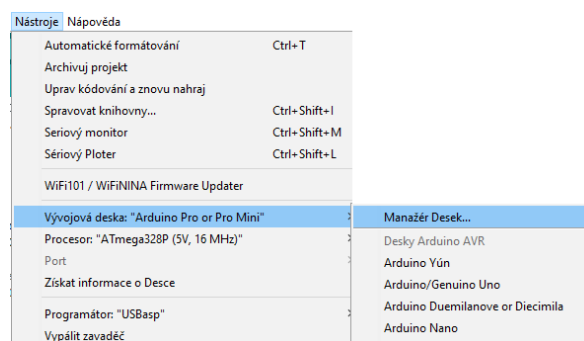 Nástroje Nápověda
Automatické formátování Ctrl+T
Archivuj projekt
Uprav kódování a znovu nahraj
Spravovat knihovny... Ctrl+Shift+I
Seriový monitor Ctrl+Shift+M
Sériový Ploter Ctrl+Shift+L
WiFi101 / WiFiNINA Firmware Updater
Vývojová deska: "Arduino Pro or Pro Mini"
Procesor: "ATmega328P (5V, 16 MHz)"
Port
Získat informace o Desce
Programátor: "USBasp"
Vypálit zavaděč
Manažér Desek...
Desky Arduino AVR
Arduino Yún
Arduino/Genuino Uno
Arduino Duemilanove or Diecimila
Arduino Nano